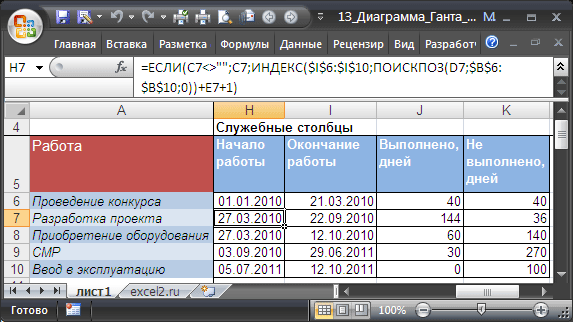 13_Диаграмма_Ганта_
Главная Вставка Разметка Формулы Данные Рецензир Вид Разработ
H7 fx =ЕСЛИ(C7<>"";C7;ИНДЕКС($I$6:$I$10;ПОИСКПОЗ(D7;$B$6:
$B$10;0))+E7+1)
A H I J K
4 Служебные столбцы
5 Работа Начало работы Окончание работы Выполнено, дней Не выполнено, дней
6 Проведение конкурса 01.01.2010 21.03.2010 40 40
7 Разработка проекта 27.03.2010 22.09.2010 144 36
8 Приобретение оборудования 27.03.2010 12.10.2010 60 140
9 СМР 03.09.2010 29.06.2011 30 270
10 Ввод в эксплуатацию 05.07.2011 12.10.2011 0 100
лист1 excel2.ru
Готово 100%